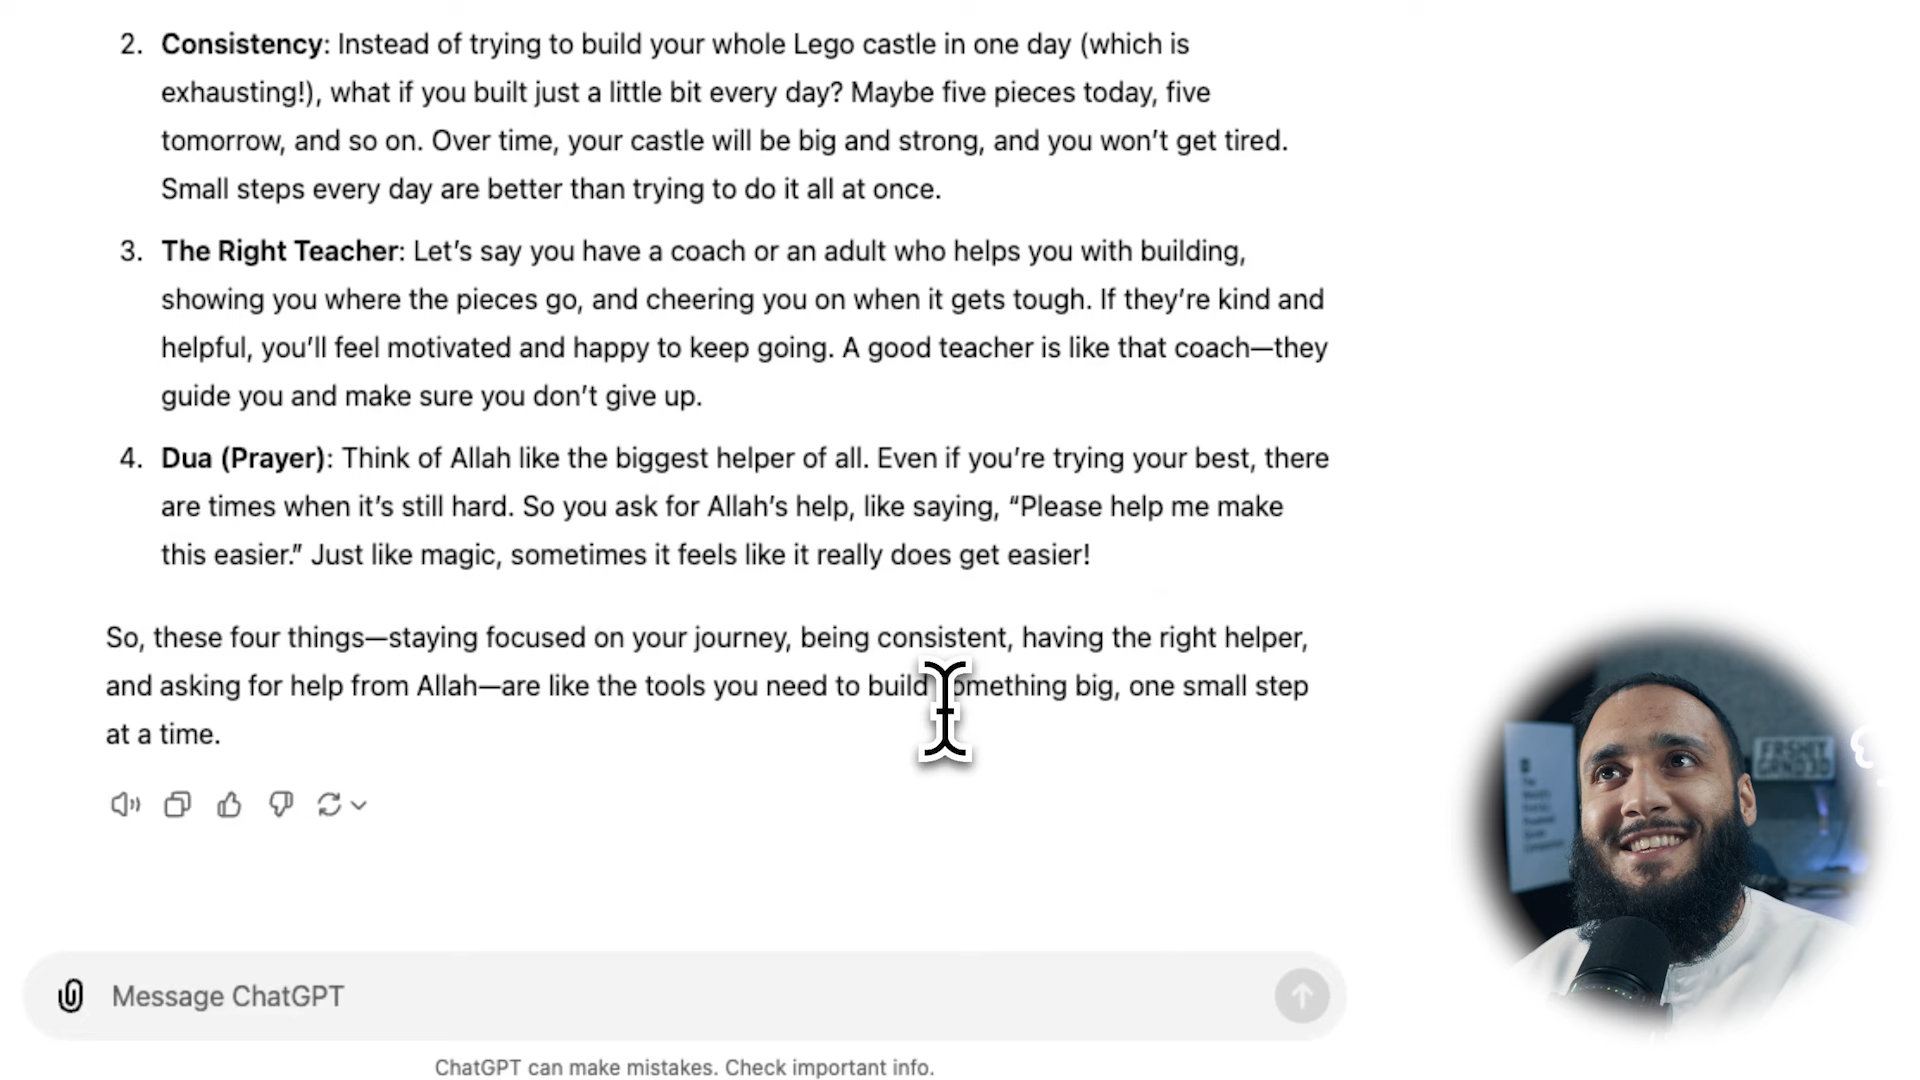 2. Consistency: Instead of trying to build your whole Lego castle in one day (which is
exhausting!), what if you built just a little bit every day? Maybe five pieces today, five
tomorrow, and so on. Over time, your castle will be big and strong, and you won’t get tired.
Small steps every day are better than trying to do it all at once.
3. The Right Teacher: Let’s say you have a coach or an adult who helps you with building,
showing you where the pieces go, and cheering you on when it gets tough. If they’re kind and
helpful, you’ll feel motivated and happy to keep going. A good teacher is like that coach—they
guide you and make sure you don’t give up.
4. Dua (Prayer): Think of Allah like the biggest helper of all. Even if you’re trying your best, there
are times when it’s still hard. So you ask for Allah’s help, like saying, “Please help me make
this easier.” Just like magic, sometimes it feels like it really does get easier!
So, these four things—staying focused on your journey, being consistent, having the right helper,
and asking for help from Allah—are like the tools you need to build omething big, one small step
at a time.
Message ChatGPT
ChatGPT can make mistakes. Check important info.